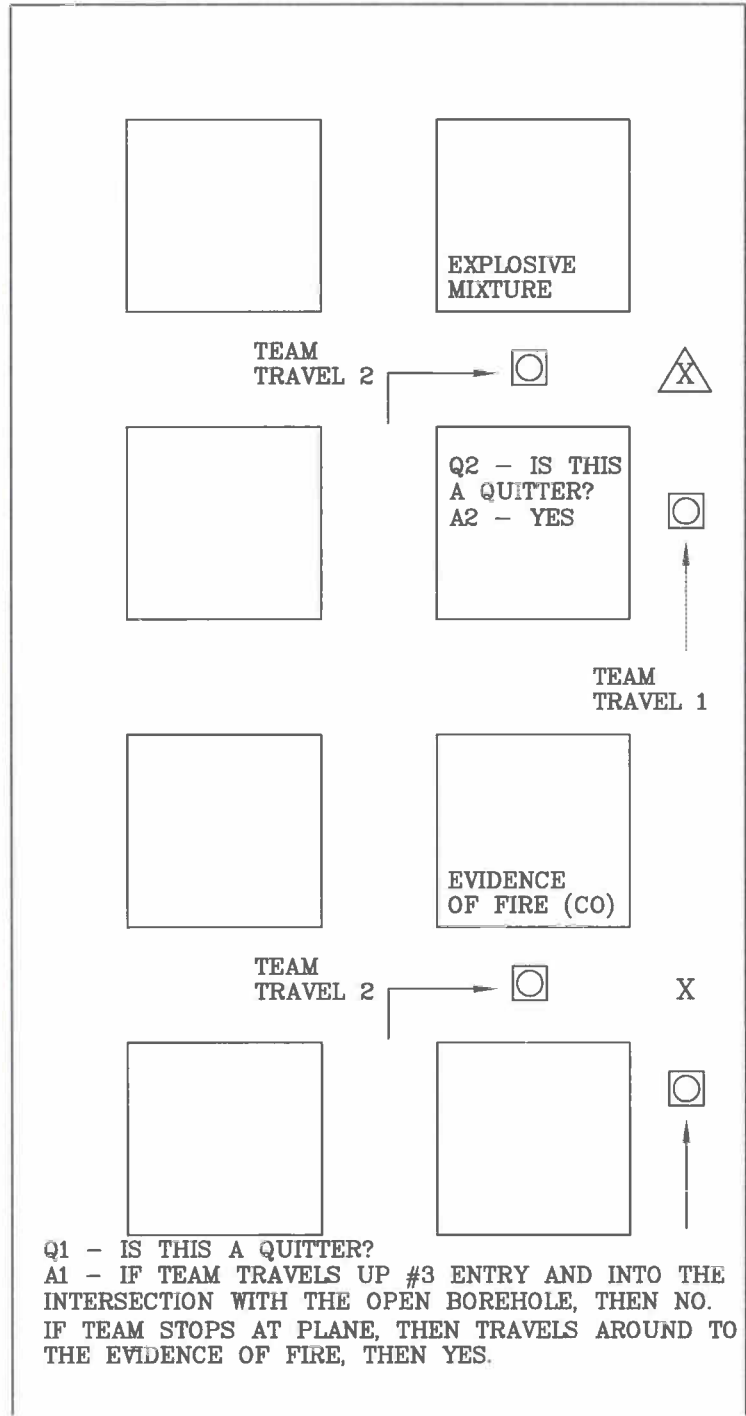 EXPLOSIVE
MIXTURE
TEAM
TRAVEL 2
X
Q2 — IS THIS
A QUITTER?
A2 — YES
TEAM
TRAVEL 1
EVIDENCE
OF FIRE (CO)
TEAM
TRAVEL 2
X
Q1 — IS THIS A QUITTER?
A1 — IF TEAM TRAVELS UP #3 ENTRY AND INTO THE
INTERSECTION WITH THE OPEN BOREHOLE, THEN NO.
IF TEAM STOPS AT PLANE, THEN TRAVELS AROUND TO
THE EVIDENCE OF FIRE, THEN YES.